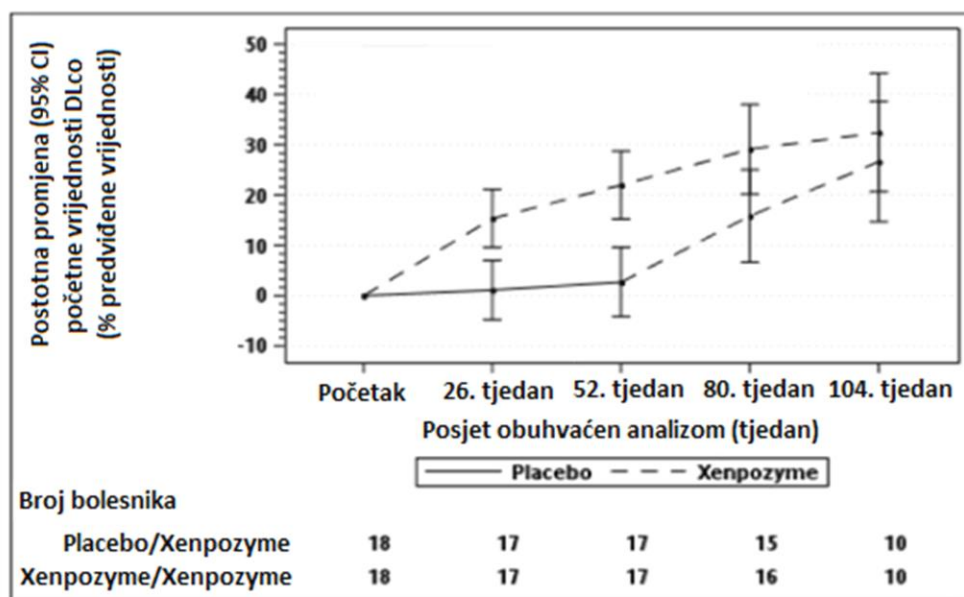 Postotna promjena (95% CI)
početne vrijednosti DLco
(% predviđene vrijednosti)
50
40
30
20
10
0
-10
Početak 26. tjedan 52. tjedan 80. tjedan 104. tjedan
Posjet obuhvaćen analizom (tjedan)
Placebo Xenpozyme
Broj bolesnika
Placebo/Xenpozyme 18 17 17 15 10
Xenpozyme/Xenpozyme 18 17 17 16 10